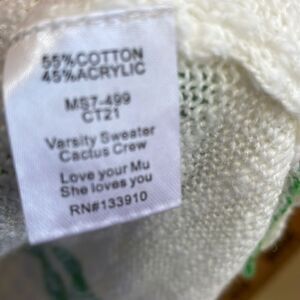 55%COTTON
45%ACRYLIC
MS7-499
CT21
Varsity Sweater
Cactus Crew
Love your Mu
She loves you
RN#133910